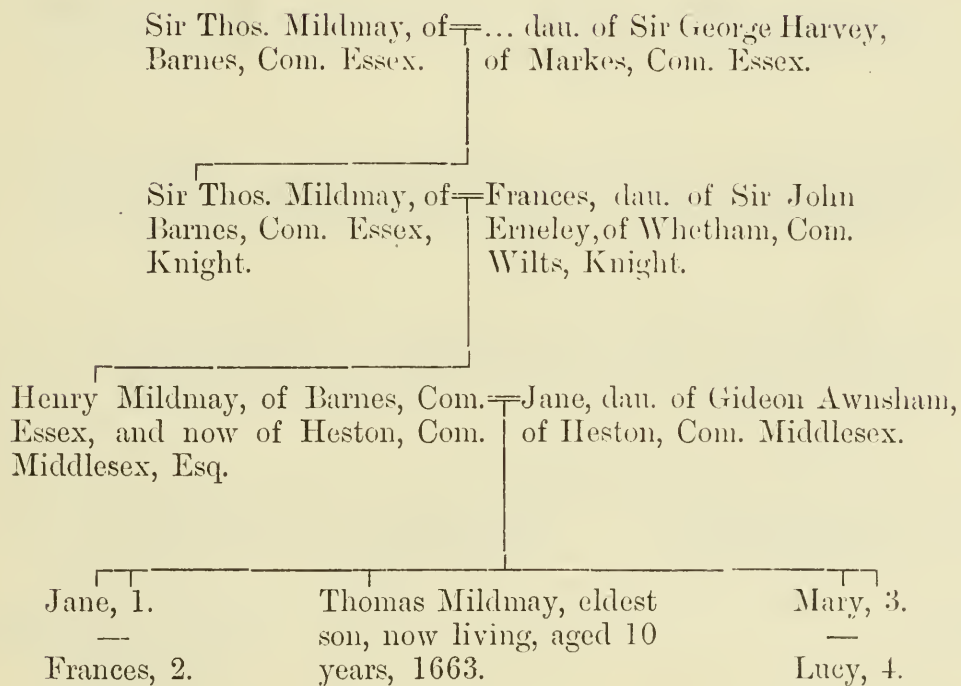 Sir Thos. Mildmay, of
Barnes, Com. Essex.
... dau. of Sir George Harvey,
of Markes, Com. Essex.
Sir Thos. Mildmay, of
Barnes, Com. Essex,
Knight.
Frances, dau. of Sir John
Erneley, of Whetham, Com.
Wilts, Knight.
Henry Mildmay, of Barnes, Com.
Essex, and now of Heston, Com.
Middlesex, Esq.
Jane, dau. of Gideon Awnsham,
of Heston, Com. Middlesex.
Jane, 1.
—
Frances, 2.
Thomas Mildmay, eldest
son, now living, aged 10
years, 1663.
Mary, 3.
—
Lucy, 4.